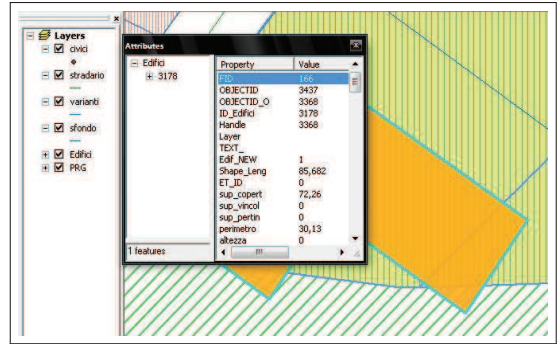 Layers
civici
stradario
varianti
sfondo
Edifici
PRG
Attributes
Edifici
3178
Property Value
FID 166
OBJECTID 3437
OBJECTID_O 3368
ID_Edifici 3178
Handle 3368
Layer
TEXT_
Edif_NEW 1
Shape_Leng 85,682
ET_ID 0
sup_copert 72,26
sup_vincol 0
sup_pertin 0
perimetro 30,13
altezza 0
1 features